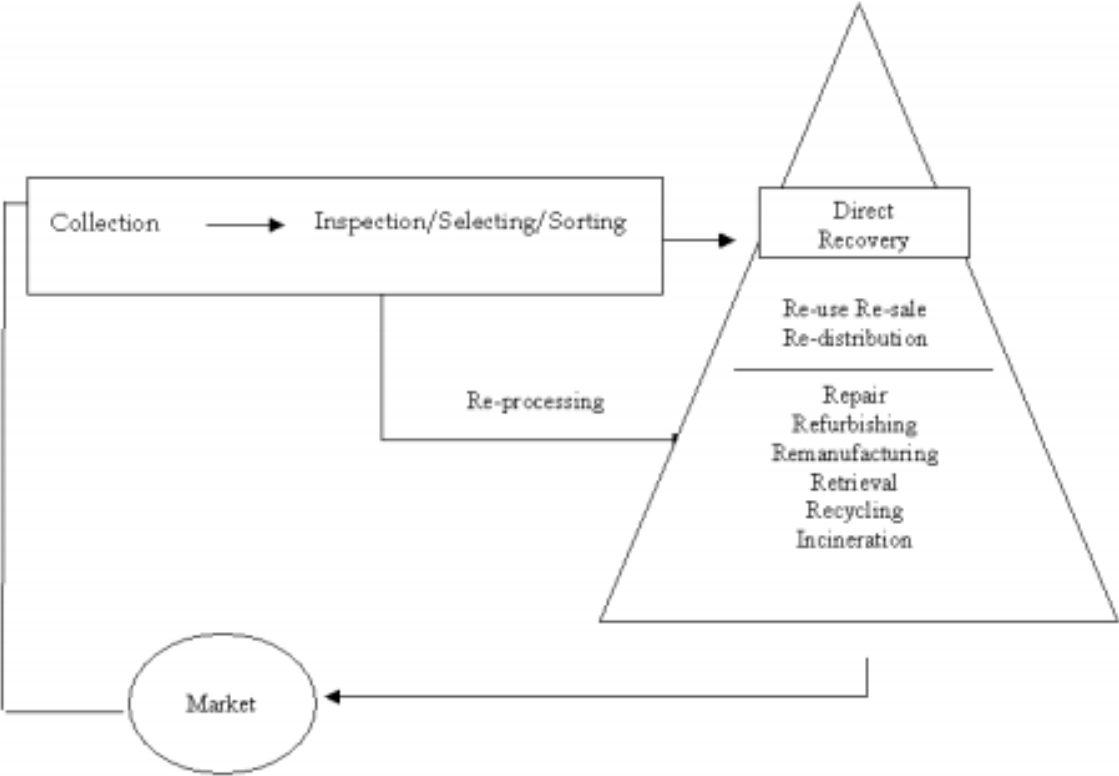 Collection
Inspection/Selecting/Sorting
Direct
Recovery
Re-use Re-sale
Re-distribution
Re-processing
Repair
Refurbishing
Remanufacturing
Retrieval
Recycling
Incineration
Market